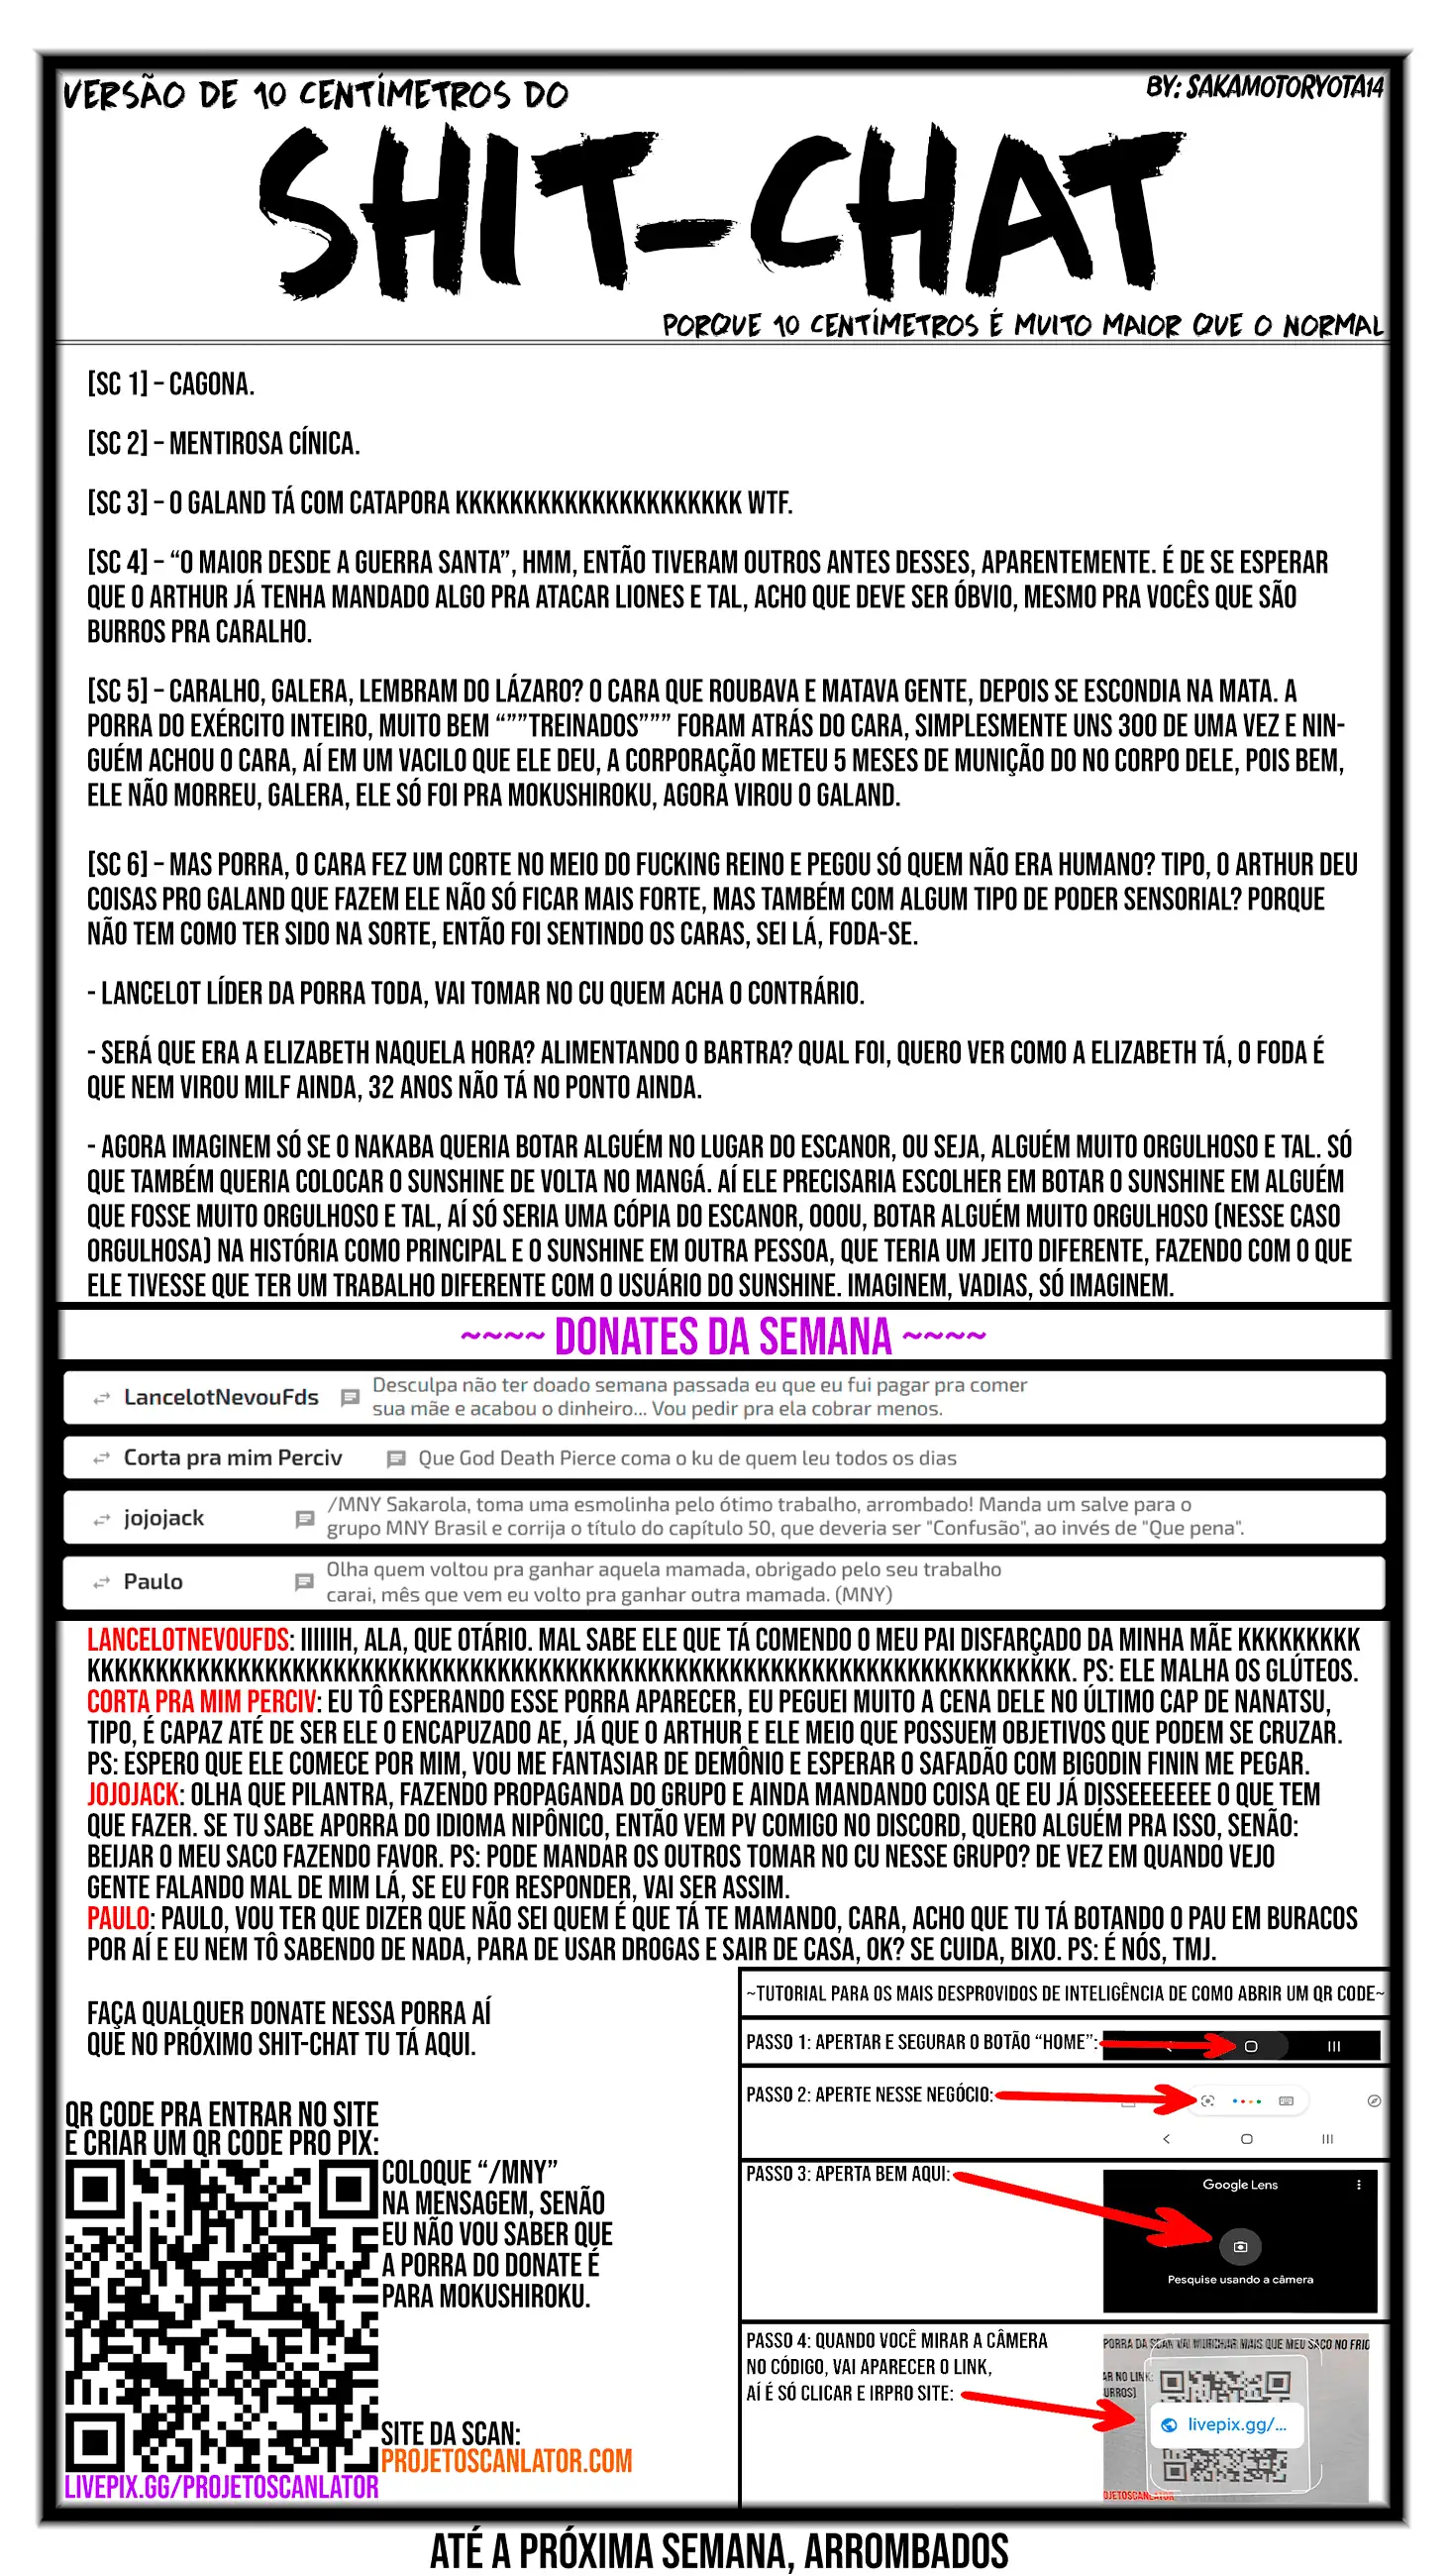 VERSÃO DE 10 CENTÍMETROS DO
BY: SAKAMOTORYOTA14
SHIT-CHAT
PORQUE 10 CENTÍMETROS É MUITO MAIOR QUE O NORMAL
[SC 1] – CAGONA.
[SC 2] – MENTIROSA CÍNICA.
[SC 3] – O GALAND TÁ COM CATAPORA KKKKKKKKKKKKKKKKKKKKK WTF.
[SC 4] – “O MAIOR DESDE A GUERRA SANTA”, HMM, ENTÃO TIVERAM OUTROS ANTES DESSES, APARENTEMENTE. É DE SE ESPERAR
QUE O ARTHUR JÁ TENHA MANDADO ALGO PRA ATACAR LIONES E TAL, ACHO QUE DEVE SER ÓBVIO, MESMO PRA VOCÊS QUE SÃO
BURROS PRA CARALHO.
[SC 5] – CARALHO, GALERA, LEMBRAM DO LÁZARO? O CARA QUE ROUBAVA E MATAVA GENTE, DEPOIS SE ESCONDIA NA MATA. A
PORRA DO EXÉRCITO INTEIRO, MUITO BEM “””TREINADOS””” FORAM ATRÁS DO CARA, SIMPLESMENTE UNS 300 DE UMA VEZ E NIN-
GUÉM ACHOU O CARA, AÍ EM UM VACILO QUE ELE DEU, A CORPORAÇÃO METEU 5 MESES DE MUNIÇÃO DO NO CORPO DELE, POIS BEM,
ELE NÃO MORREU, GALERA, ELE SÓ FOI PRA MOKUSHIROKU, AGORA VIROU O GALAND.
[SC 6] – MAS PORRA, O CARA FEZ UM CORTE NO MEIO DO FUCKING REINO E PEGOU SÓ QUEM NÃO ERA HUMANO? TIPO, O ARTHUR DEU
COISAS PRO GALAND QUE FAZEM ELE NÃO SÓ FICAR MAIS FORTE, MAS TAMBÉM COM ALGUM TIPO DE PODER SENSORIAL? PORQUE
NÃO TEM COMO TER SIDO NA SORTE, ENTÃO FOI SENTINDO OS CARAS, SEI LÁ, FODA-SE.
- LANCELOT LÍDER DA PORRA TODA, VAI TOMAR NO CU QUEM ACHA O CONTRÁRIO.
- SERÁ QUE ERA A ELIZABETH NAQUELA HORA? ALIMENTANDO O BARTRA? QUAL FOI, QUERO VER COMO A ELIZABETH TÁ, O FODA É
QUE NEM VIROU MILF AINDA, 32 ANOS NÃO TÁ NO PONTO AINDA.
- AGORA IMAGINEM SÓ SE O NAKABA QUERIA BOTAR ALGUÉM NO LUGAR DO ESCANOR, OU SEJA, ALGUÉM MUITO ORGULHOSO E TAL. SÓ
QUE TAMBÉM QUERIA COLOCAR O SUNSHINE DE VOLTA NO MANGÁ. AÍ ELE PRECISARIA ESCOLHER EM BOTAR O SUNSHINE EM ALGUÉM
QUE FOSSE MUITO ORGULHOSO E TAL, AÍ SÓ SERIA UMA CÓPIA DO ESCANOR, OOOU, BOTAR ALGUÉM MUITO ORGULHOSO (NESSE CASO
ORGULHOSA) NA HISTÓRIA COMO PRINCIPAL E O SUNSHINE EM OUTRA PESSOA, QUE TERIA UM JEITO DIFERENTE, FAZENDO COM O QUE
ELE TIVESSE QUE TER UM TRABALHO DIFERENTE COM O USUÁRIO DO SUNSHINE. IMAGINEM, VADIAS, SÓ IMAGINEM.
~~~~ DONATES DA SEMANA ~~~~
LancelotNevouFds Desculpa não ter doado semana passada eu que eu fui pagar pra comer
sua mãe e acabou o dinheiro... Vou pedir pra ela cobrar menos.
Corta pra mim Perciv Que God Death Pierce coma o ku de quem leu todos os dias
jojojack /MNY Sakarola, toma uma esmolinha pelo ótimo trabalho, arrombado! Manda um salve para o
grupo MNY Brasil e corrija o título do capítulo 50, que deveria ser "Confusão", ao invés de "Que pena".
Paulo Olha quem voltou pra ganhar aquela mamada, obrigado pelo seu trabalho
carai, mês que vem eu volto pra ganhar outra mamada. (MNY)
LANCELOTNEVOUFDS: IIIIIIH, ALA, QUE OTÁRIO. MAL SABE ELE QUE TÁ COMENDO O MEU PAI DISFARÇADO DA MINHA MÃE KKKKKKKKK
KKKKKKKKKKKKKKKKKKKKKKKKKKKKKKKKKKKKKKKKKKKKKKKKKKKKKKKKKKKKKKKKKKKKKKKK. PS: ELE MALHA OS GLÚTEOS.
CORTA PRA MIM PERCIV: EU TÔ ESPERANDO ESSE PORRA APARECER, EU PEGUEI MUITO A CENA DELE NO ÚLTIMO CAP DE NANATSU,
TIPO, É CAPAZ ATÉ DE SER ELE O ENCAPUZADO AE, JÁ QUE O ARTHUR E ELE MEIO QUE POSSUEM OBJETIVOS QUE PODEM SE CRUZAR.
PS: ESPERO QUE ELE COMECE POR MIM, VOU ME FANTASIAR DE DEMÔNIO E ESPERAR O SAFADÃO COM BIGODIN FININ ME PEGAR.
JOJOJACK: OLHA QUE PILANTRA, FAZENDO PROPAGANDA DO GRUPO E AINDA MANDANDO COISA QE EU JÁ DISSEEEEEEE O QUE TEM
QUE FAZER. SE TU SABE APORRA DO IDIOMA NIPÔNICO, ENTÃO VEM PV COMIGO NO DISCORD, QUERO ALGUÉM PRA ISSO, SENÃO:
BEIJAR O MEU SACO FAZENDO FAVOR. PS: PODE MANDAR OS OUTROS TOMAR NO CU NESSE GRUPO? DE VEZ EM QUANDO VEJO
GENTE FALANDO MAL DE MIM LÁ, SE EU FOR RESPONDER, VAI SER ASSIM.
PAULO: PAULO, VOU TER QUE DIZER QUE NÃO SEI QUEM É QUE TÁ TE MAMANDO, CARA, ACHO QUE TU TÁ BOTANDO O PAU EM BURACOS
POR AÍ E EU NEM TÔ SABENDO DE NADA, PARA DE USAR DROGAS E SAIR DE CASA, OK? SE CUIDA, BIXO. PS: É NÓS, TMJ.
FAÇA QUALQUER DONATE NESSA PORRA AÍ
QUE NO PRÓXIMO SHIT-CHAT TU TÁ AQUI.
QR CODE PRA ENTRAR NO SITE
E CRIAR UM QR CODE PRO PIX:
COLOQUE “/MNY”
NA MENSAGEM, SENÃO
EU NÃO VOU SABER QUE
A PORRA DO DONATE É
PARA MOKUSHIROKU.
SITE DA SCAN:
PROJETOSCANLATOR.COM
LIVEPIX.GG/PROJETOSCANLATOR
~TUTORIAL PARA OS MAIS DESPROVIDOS DE INTELIGÊNCIA DE COMO ABRIR UM QR CODE~
PASSO 1: APERTAR E SEGURAR O BOTÃO “HOME”:
PASSO 2: APERTE NESSE NEGÓCIO:
PASSO 3: APERTA BEM AQUI:
Google Lens
Pesquise usando a câmera
PASSO 4: QUANDO VOCÊ MIRAR A CÂMERA
NO CÓDIGO, VAI APARECER O LINK,
AÍ É SÓ CLICAR E IRPRO SITE:
PORRA DA SCAN VAI MURCHAR MAIS QUE MEU SACO NO FRIO
AR NO LINK:
URROS)
livepix.gg/...
OJETOSCANLATOR
ATÉ A PRÓXIMA SEMANA, ARROMBADOS